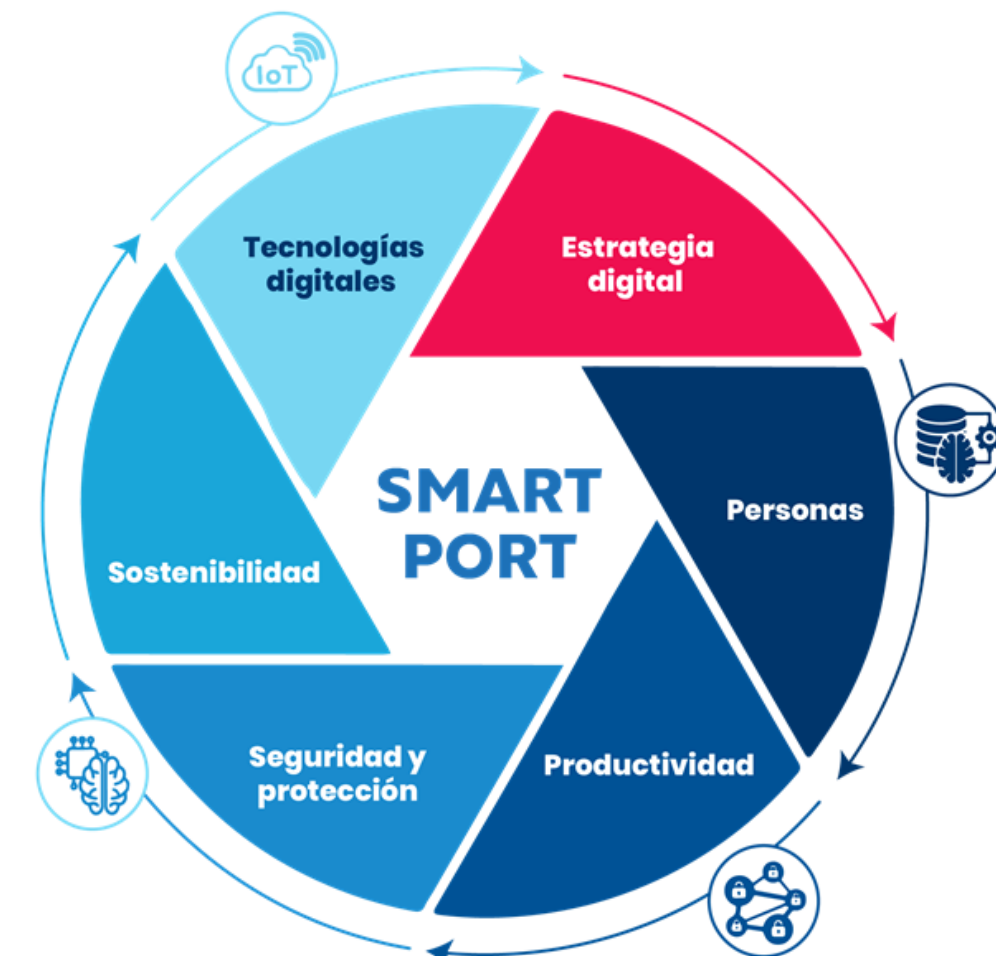 IoT
Tecnologías
digitales
Estrategia
digital
SMART
PORT
Personas
Sostenibilidad
Seguridad y
protección
Productividad